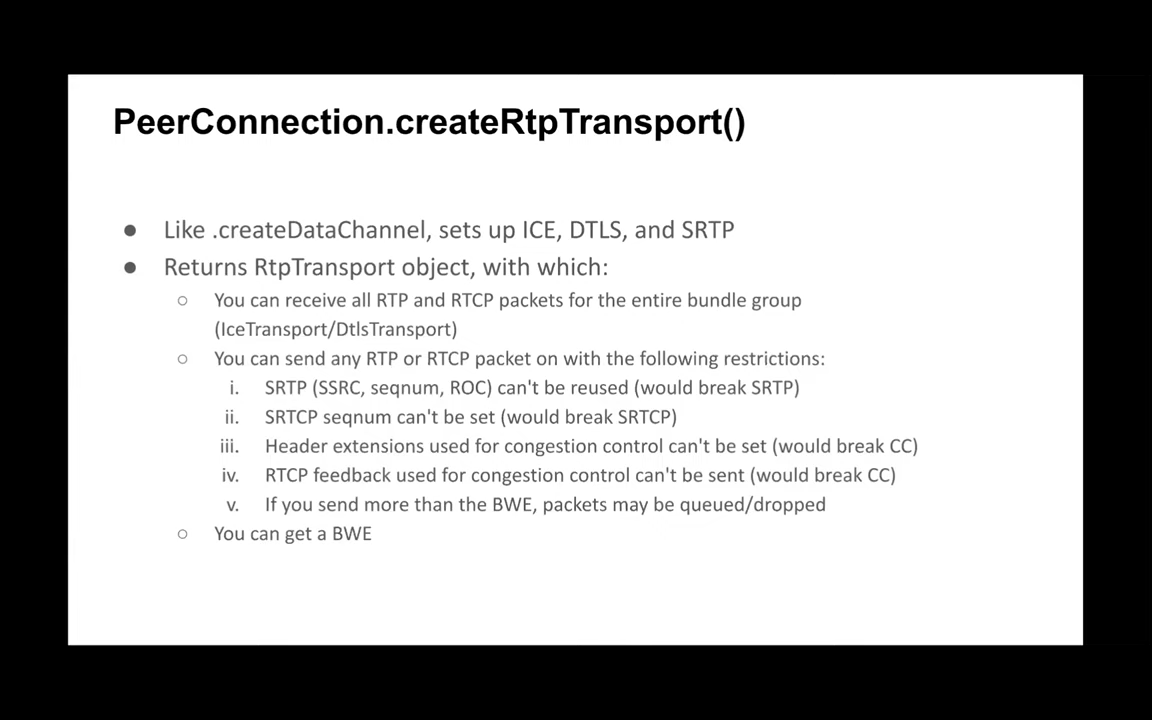 PeerConnection.createRtpTransport()
● Like .createDataChannel, sets up ICE, DTLS, and SRTP
● Returns RtpTransport object, with which:
○ You can receive all RTP and RTCP packets for the entire bundle group
(IceTransport/DtlsTransport)
○ You can send any RTP or RTCP packet on with the following restrictions:
i. SRTP (SSRC, seqnum, ROC) can't be reused (would break SRTP)
ii. SRTCP seqnum can't be set (would break SRTCP)
iii. Header extensions used for congestion control can't be set (would break CC)
iv. RTCP feedback used for congestion control can't be sent (would break CC)
v. If you send more than the BWE, packets may be queued/dropped
○ You can get a BWE